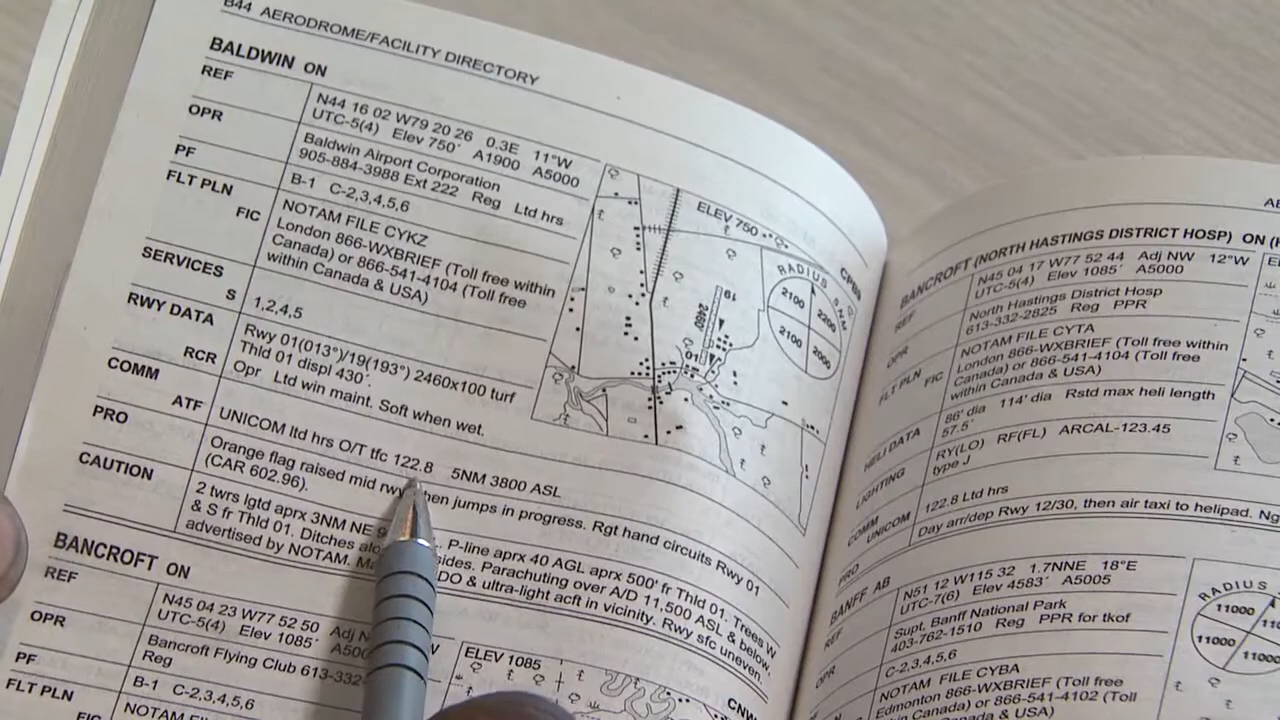 B44 AERODROME/FACILITY DIRECTORY
BALDWIN ON
CPB9
REF
N44 16 02 W79 20 26 0.3E 11°W
UTC-5(4) Elev 750´ A1900 A5000
OPR
Baldwin Airport Corporation
905-884-3988 Ext 222 Reg Ltd hrs
PF
B-1 C-2,3,4,5,6
FLT PLN
NOTAM FILE CYKZ
FIC
London 866-WXBRIEF (Toll free within
Canada) or 866-541-4104 (Toll free
within Canada & USA)
SERVICES
S
1,2,4,5
RWY DATA
Rwy 01(013°)/19(193°) 2460x100 turf
Thld 01 displ 430´.
RCR
Opr Ltd win maint. Soft when wet.
COMM
ATF
UNICOM ltd hrs O/T tfc 122.8 5NM 3800 ASL
PRO
Orange flag raised mid rwy when jumps in progress. Rgt hand circuits Rwy 01
(CAR 602.96).
CAUTION
2 twrs lgtd aprx 3NM NE P-line aprx 40 AGL aprx 500' fr Thld 01. Trees W
& S fr Thld 01. Ditches sides. Parachuting over A/D 11,500 ASL & below,
advertised by NOTAM. & ultra-light acft in vicinity. Rwy sfc uneven.
ELEV 750
RADIUS 5 NM
2100
2200
2100
2000
19
2460
01
BANCROFT ON
REF
N45 04 23 W77 52 50 Adj
UTC-5(4) Elev 1085´
OPR
Bancroft Flying Club 613-332-
Reg
PF
B-1 C-2,3,4,5,6
FLT PLN
NOTAM
FIC
ELEV 1085
BANCROFT (NORTH HASTINGS DISTRICT HOSP) ON
REF
N45 04 17 W77 52 44 Adj NW 12°W
UTC-5(4) Elev 1085´ A5000
OPR
North Hastings District Hosp
613-332-2825 Reg PPR
FLT PLN
NOTAM FILE CYTA
FIC
London 866-WXBRIEF (Toll free within
Canada) or 866-541-4104 (Toll free
within Canada & USA)
HELI DATA
86' dia 114' dia Rstd max heli length
57.5'
LIGHTING
RY(LO) RF(FL) ARCAL-123.45
type J
COMM
UNICOM
122.8 Ltd hrs
PRO
Day arr/dep Rwy 12/30, then air taxi to helipad.
BANFF AB
REF
N51 12 W115 32 1.7NNE 18°E
UTC-7(6) Elev 4583´ A5005
OPR
Supt, Banff National Park
403-762-1510 Reg PPR for tkof
PF
C-2,3,4,5,6
FLT PLN
NOTAM FILE CYBA
FIC
Edmonton 866-WXBRIEF (Toll free
within Canada) or 866-541-4102 (Toll
RADIUS
11000
11000